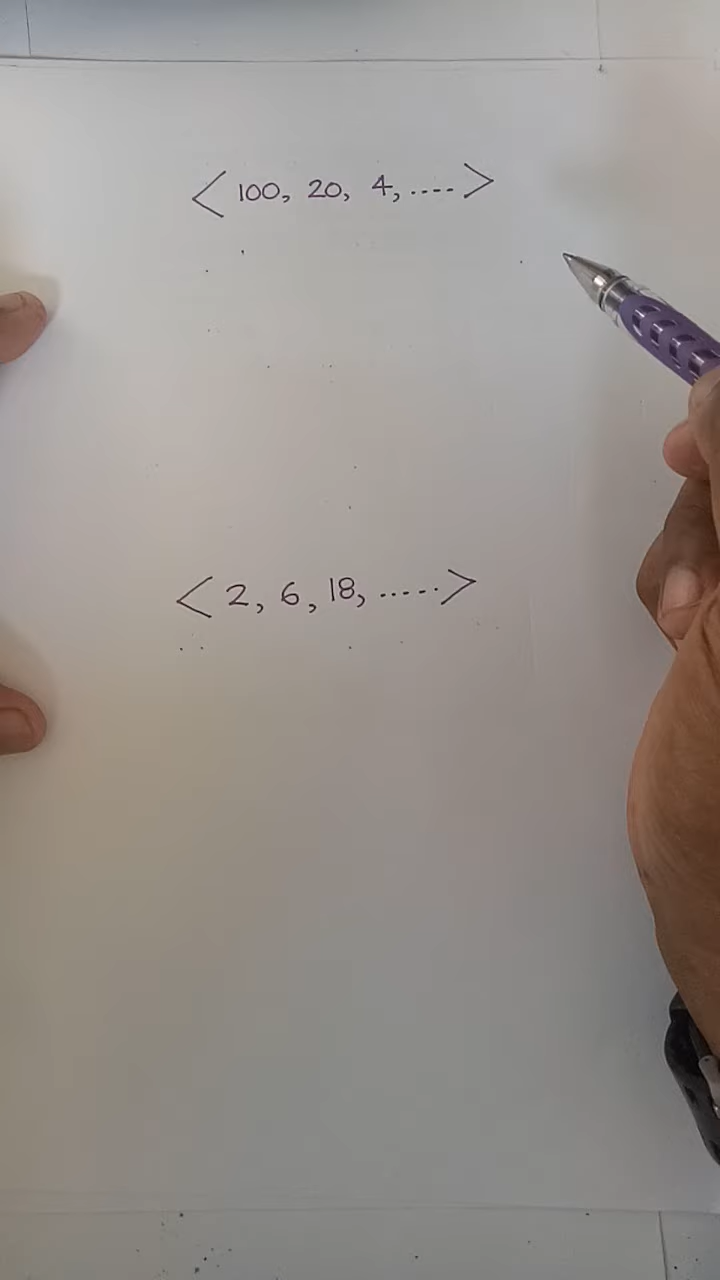 < 100, 20, 4, .... >
< 2, 6, 18, ..... >